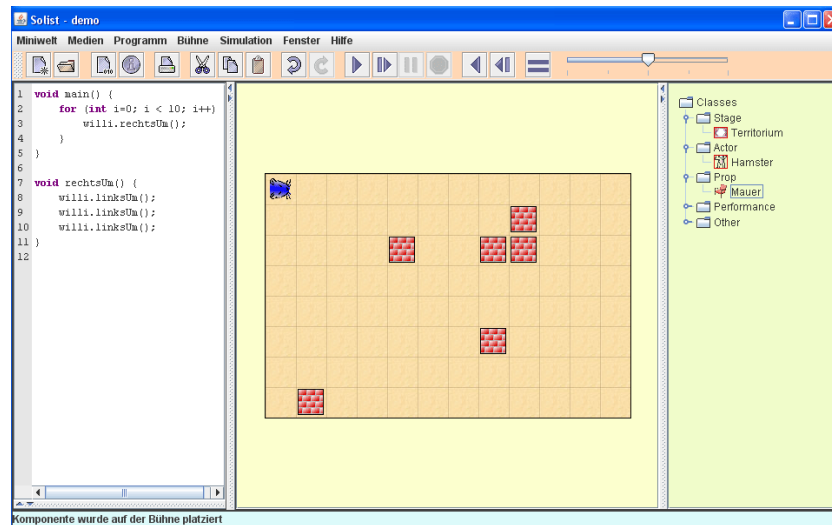 Solist - demo
Miniwelt Medien Programm Bühne Simulation Fenster Hilfe
010
1 void main() {
2 for (int i=0; i < 10; i++)
3 willi.rechtsUm();
4 }
5 }
6
7 void rechtsUm() {
8 willi.linksUm();
9 willi.linksUm();
10 willi.linksUm();
11 }
12
Classes
Stage
Territorium
Actor
Hamster
Prop
Mauer
Performance
Other
Komponente wurde auf der Bühne platziert